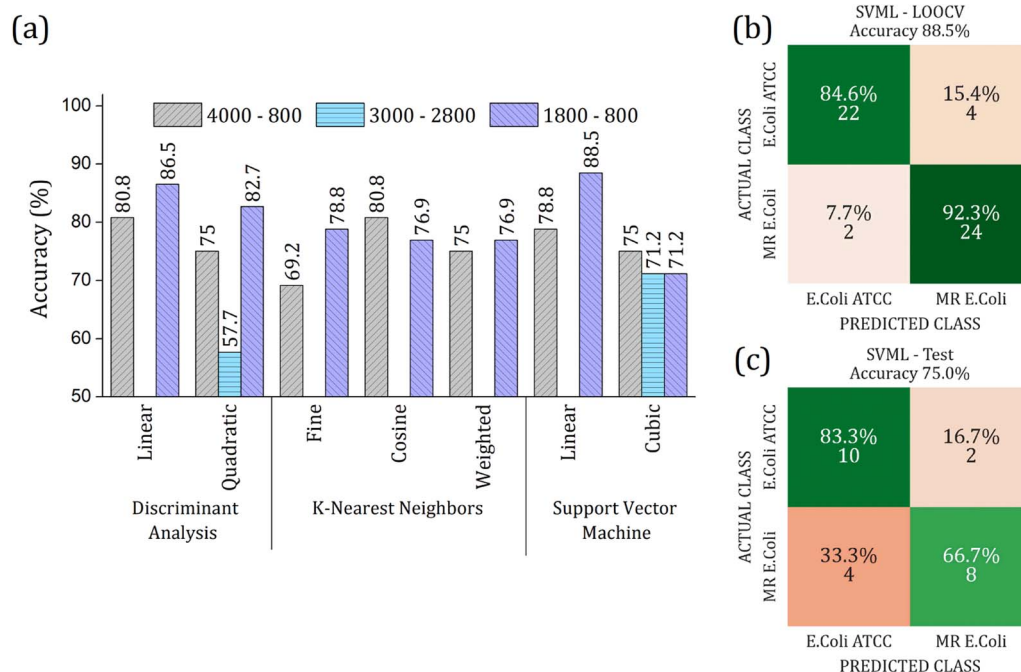 (a)
100
90
80
70
60
50
Accuracy (%)
4000 - 800
3000 - 2800
1800 - 800
80.8
86.5
75
57.7
82.7
69.2
78.8
80.8
76.9
75
76.9
78.8
88.5
75
71.2
71.2
Linear
Quadratic
Fine
Cosine
Weighted
Linear
Cubic
Discriminant
Analysis
K-Nearest Neighbors
Support Vector
Machine
(b)
SVML - LOOCV
Accuracy 88.5%
ACTUAL CLASS
E.Coli ATCC
MR E.Coli
84.6%
22
15.4%
4
7.7%
2
92.3%
24
E.Coli ATCC
MR E.Coli
PREDICTED CLASS
(c)
SVML - Test
Accuracy 75.0%
ACTUAL CLASS
E.Coli ATCC
MR E.Coli
83.3%
10
16.7%
2
33.3%
4
66.7%
8
E.Coli ATCC
MR E.Coli
PREDICTED CLASS